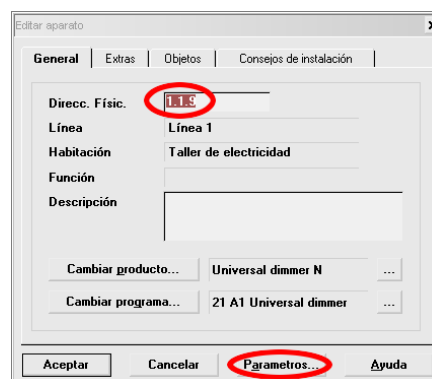 Editar aparato
General Extras Objetos Consejos de instalación
Direcc. Físic. 1.1.9
Línea Línea 1
Habitación Taller de electricidad
Función
Descripción
Cambiar producto... Universal dimmer N ...
Cambiar programa... 21 A1 Universal dimmer ...
Aceptar Cancelar Parametros... Ayuda